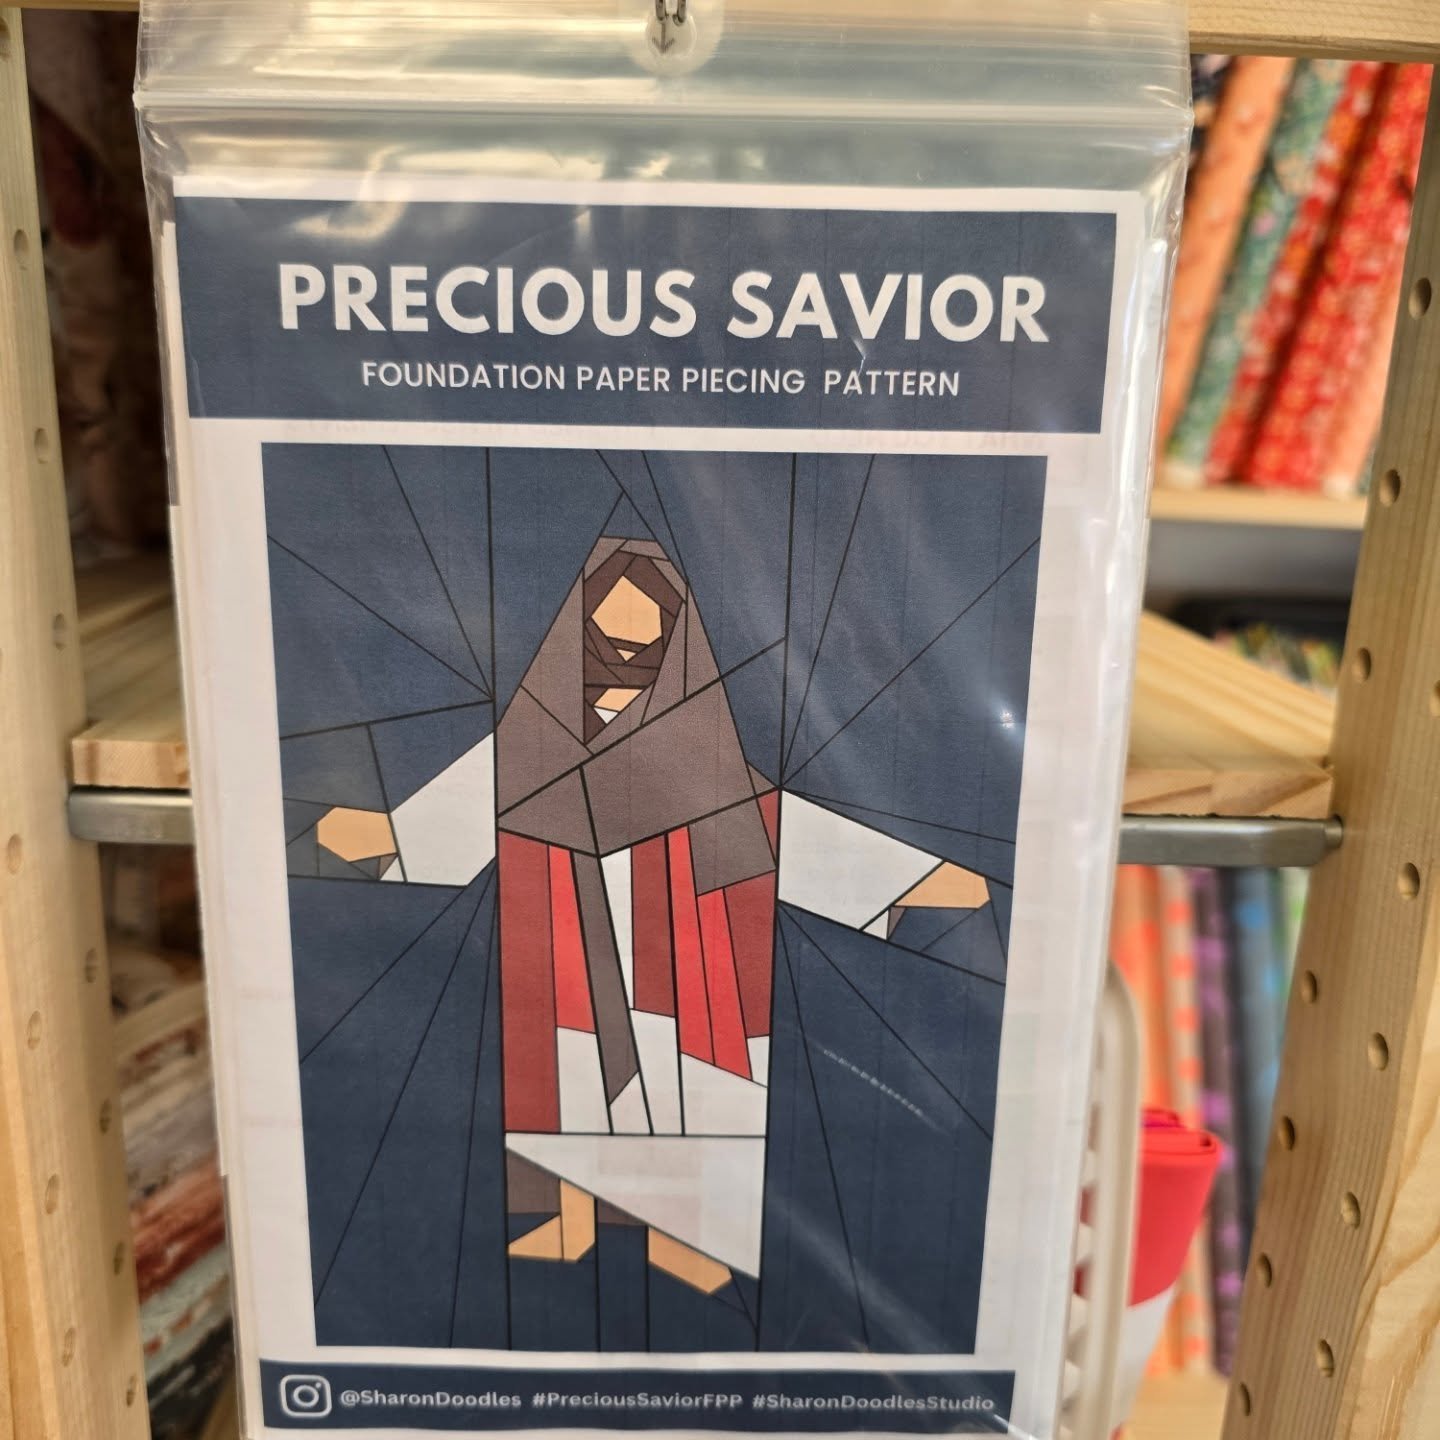 PRECIOUS SAVIOR
FOUNDATION PAPER PIECING PATTERN
@SharonDoodles #PreciousSaviorFPP #SharonDoodlesStudio